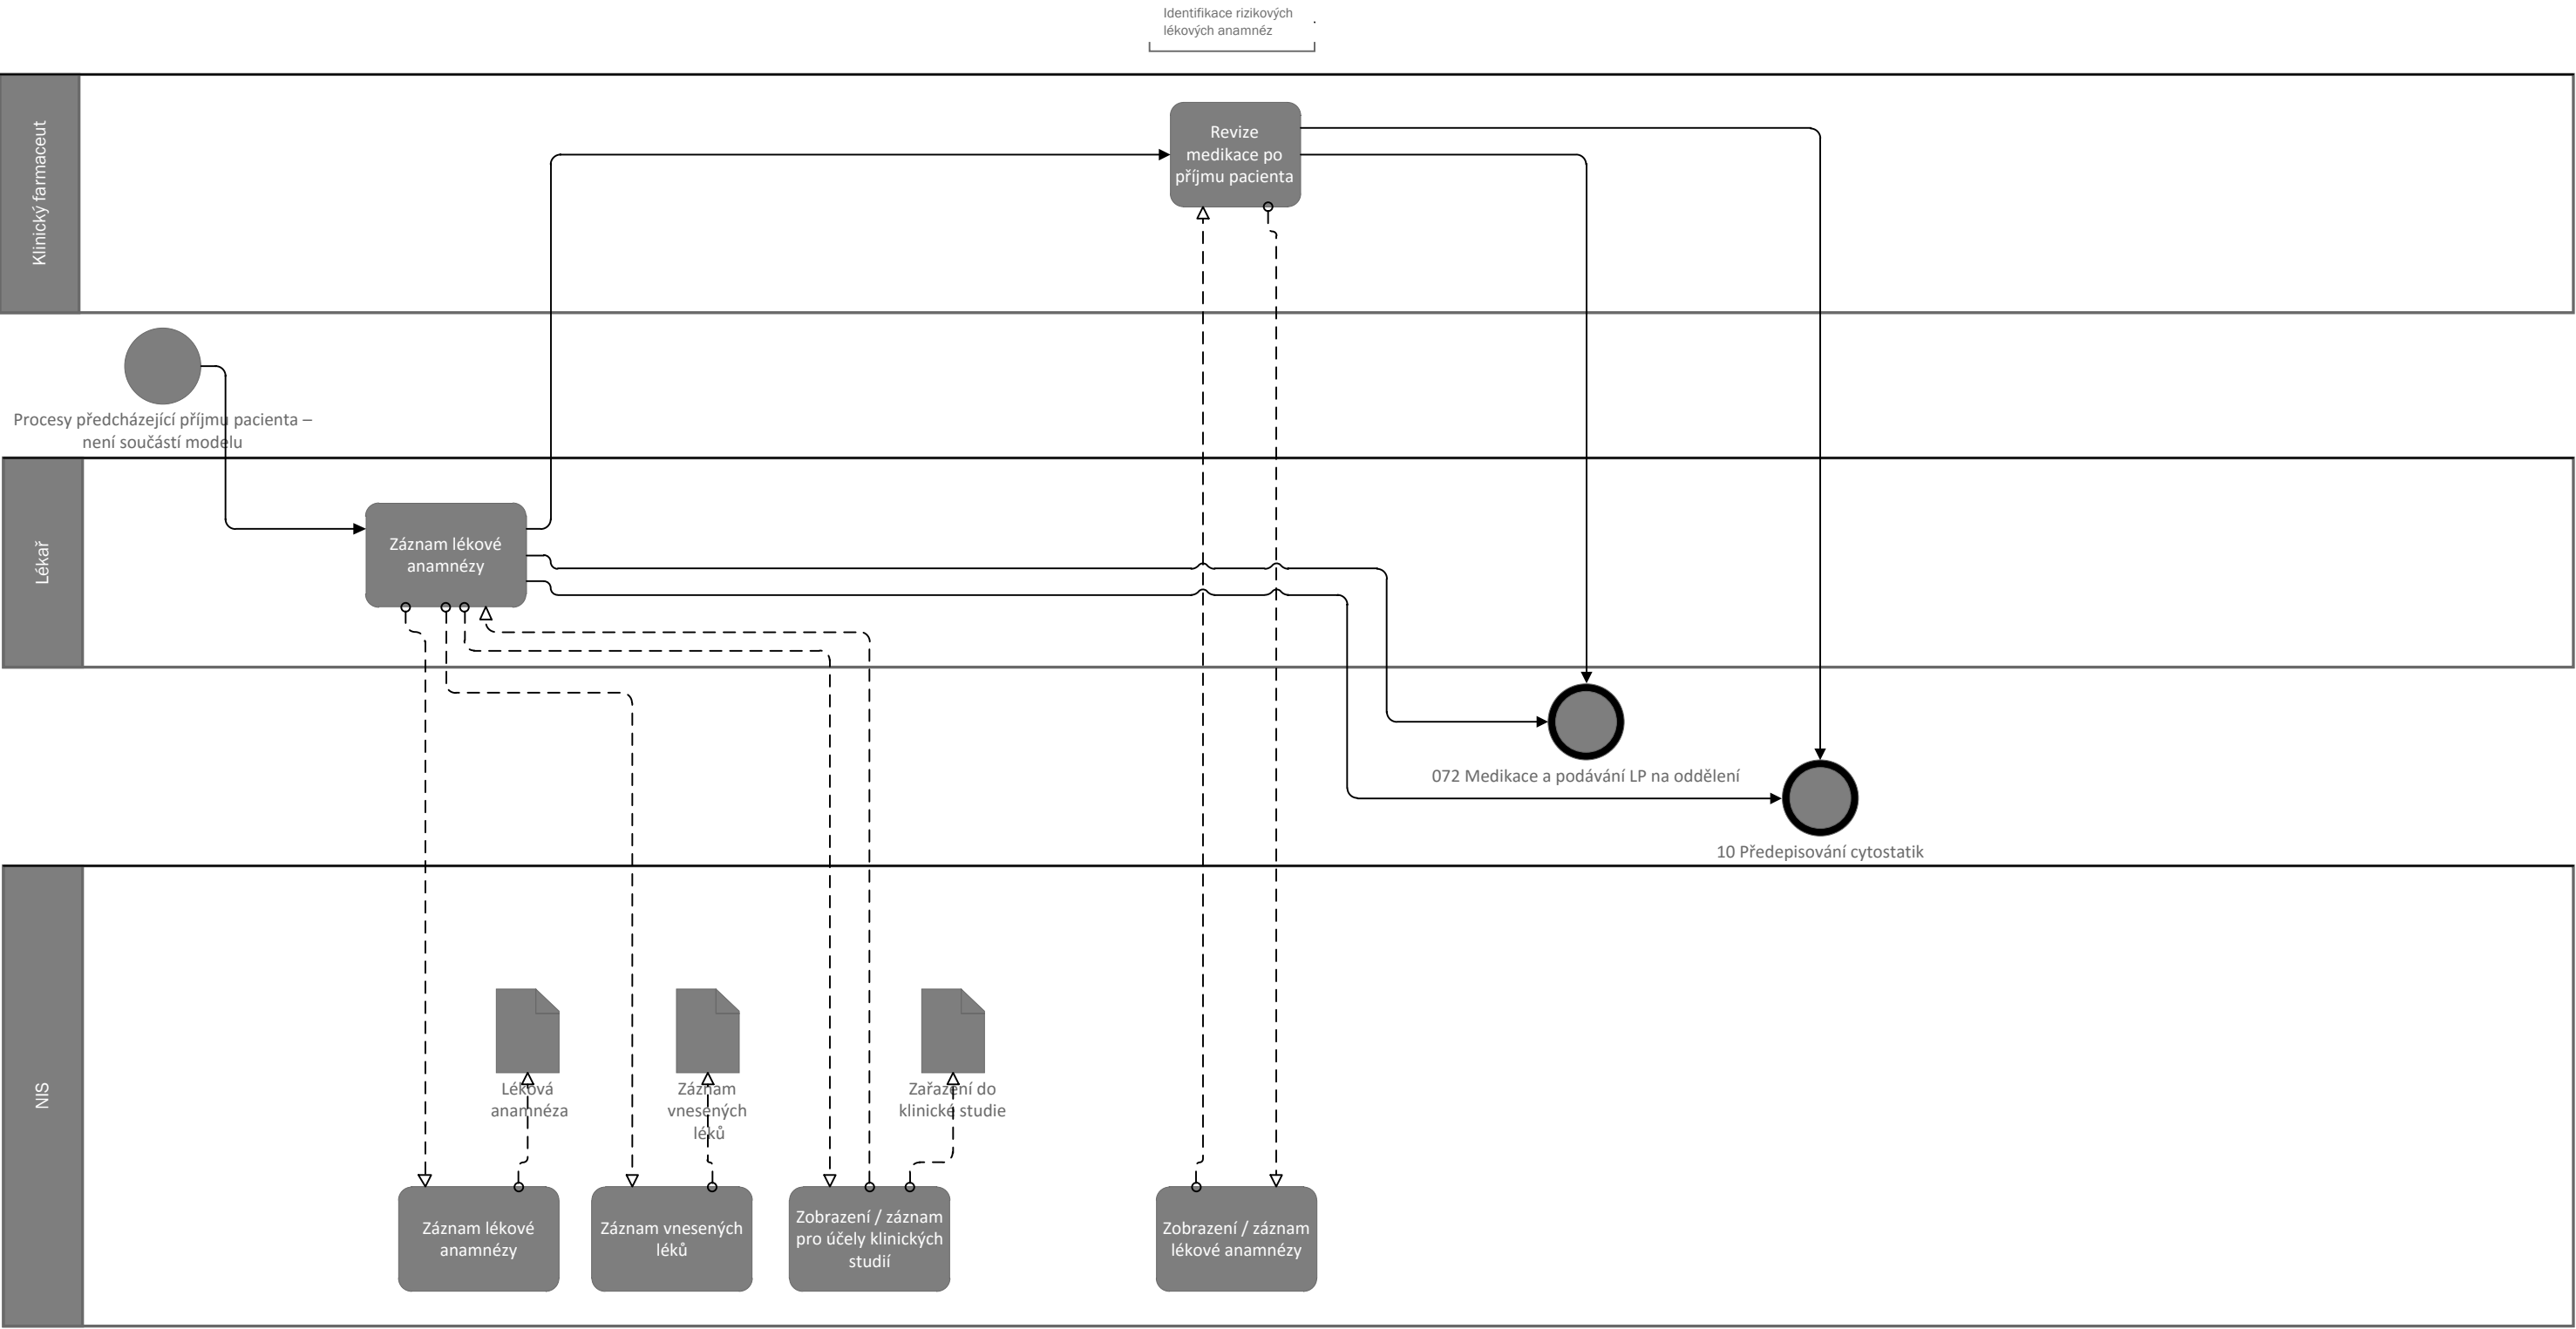 Identifikace rizikových
lékových anamnéz
Klinický farmaceut
Revize
medikace po
příjmu pacienta
Procesy předcházející příjmu pacienta –
není součástí modelu
Lékař
Záznam lékové
anamnézy
072 Medikace a podávání LP na oddělení
10 Předepisování cytostatik
NIS
Léková
anamnéza
Záznam
vnesených
léků
Zařazení do
klinické studie
Záznam lékové
anamnézy
Záznam vnesených
léků
Zobrazení / záznam
pro účely klinických
studií
Zobrazení / záznam
lékové anamnézy